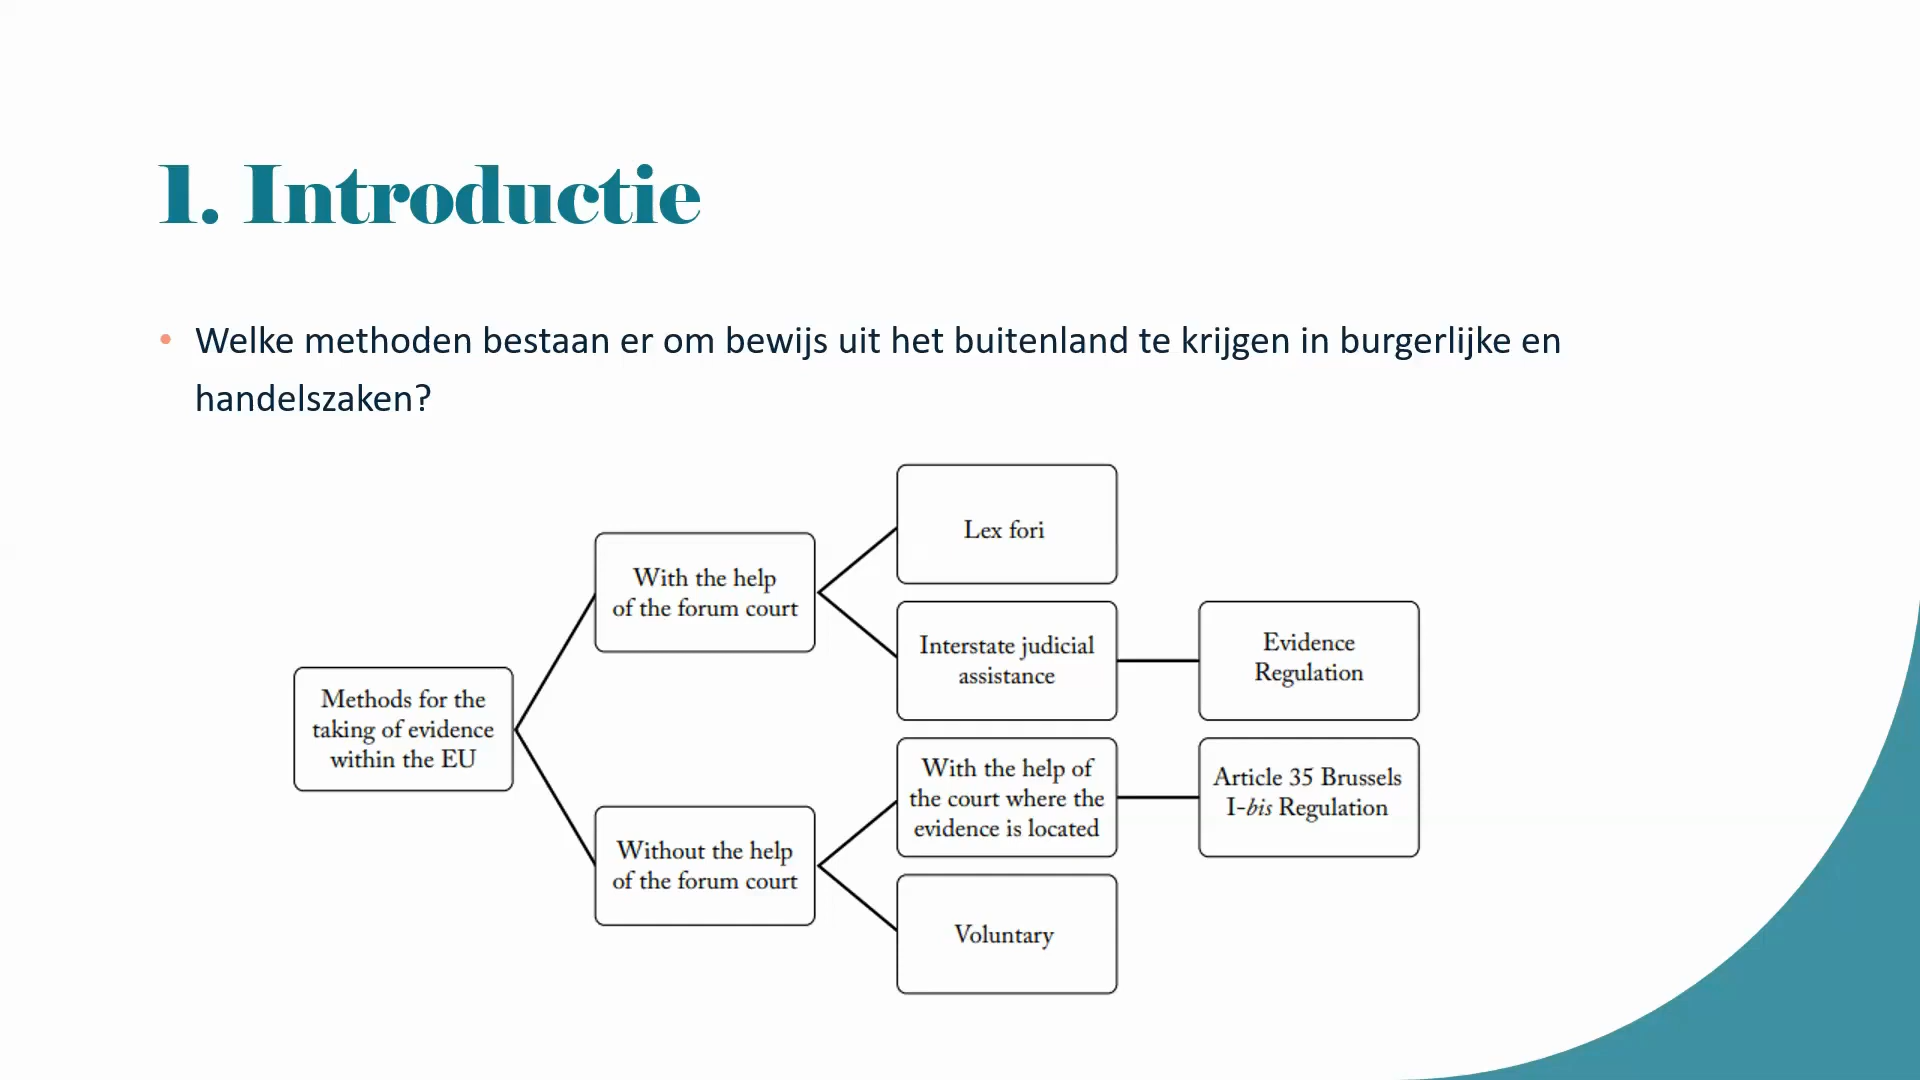 1. Introductie
• Welke methoden bestaan er om bewijs uit het buitenland te krijgen in burgerlijke en
handelszaken?
Methods for the
taking of evidence
within the EU
With the help
of the forum court
Lex fori
Interstate judicial
assistance
Evidence
Regulation
Without the help
of the forum court
With the help of
the court where the
evidence is located
Article 35 Brussels
I-bis Regulation
Voluntary